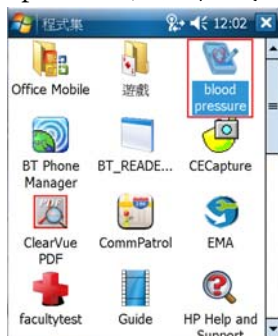 程式集 12:02
Office Mobile 遊戲 blood
pressure
BT Phone
Manager BT_READE... CECapture
ClearVue
PDF CommPatrol EMA
facultytest Guide HP Help and
Support